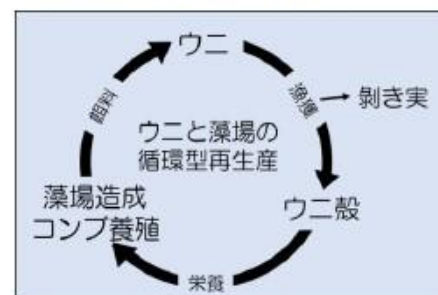 ウニ
漁獲
剝き実
ウニと藻場の
循環型再生産
餌料
藻場造成
コンブ養殖
ウニ殻
栄養